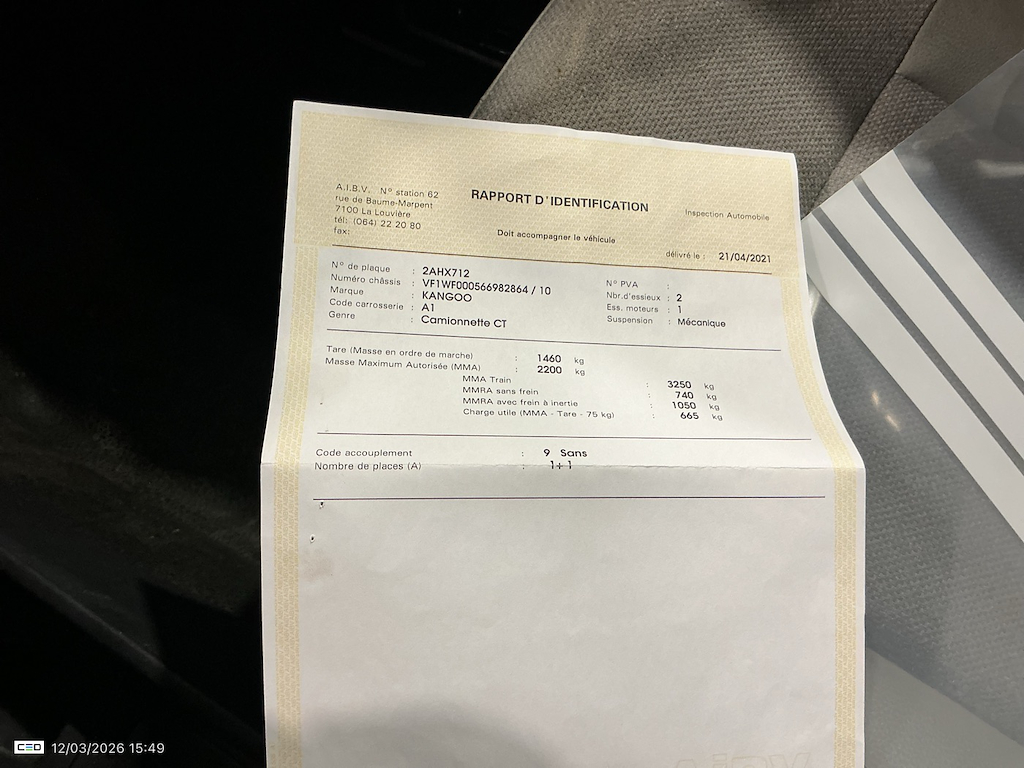 A.I.B.V. N° station 62
rue de Baume-Marpent
7100 La Louvière
tél: (064) 22 20 80
fax:
RAPPORT D'IDENTIFICATION
Doit accompagner le véhicule
Inspection Automobile
délivré le : 21/04/2021
N° de plaque : 2AHX712
Numéro châssis : VF1WF000566982864 / 10
Marque : KANGOO
Code carrosserie : A1
Genre : Camionnette CT
N° PVA :
Nbr.d'essieux : 2
Ess. moteurs : 1
Suspension : Mécanique
Tare (Masse en ordre de marche) : 1460 kg
Masse Maximum Autorisée (MMA) : 2200 kg
MMA Train : 3250 kg
MMRA sans frein : 740 kg
MMRA avec frein à inertie : 1050 kg
Charge utile (MMA - Tare - 75 kg) : 665 kg
Code accouplement : 9 Sans
Nombre de places (A) : 1+1
CEO 12/03/2026 15:49